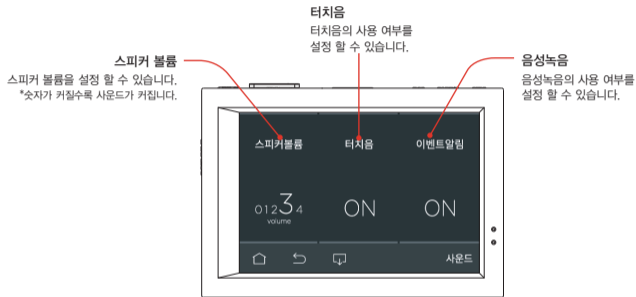 터치음
터치음의 사용 여부를
설정 할 수 있습니다.
스피커 볼륨
스피커 볼륨을 설정 할 수 있습니다.
*숫자가 커질수록 사운드가 커집니다.
음성녹음
음성녹음의 사용 여부를
설정 할 수 있습니다.
스피커볼륨 터치음 이벤트알림
0 1 2 3 4 ON ON
volume
사운드